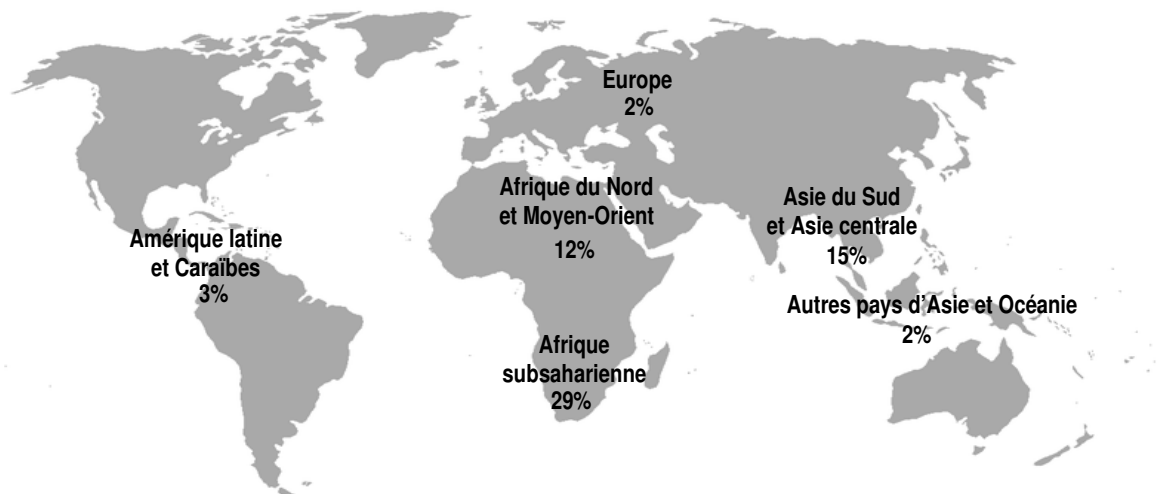 Europe
2%
Afrique du Nord
et Moyen-Orient
12%
Asie du Sud
et Asie centrale
15%
Amérique latine
et Caraïbes
3%
Autres pays d'Asie et Océanie
2%
Afrique
subsaharienne
29%